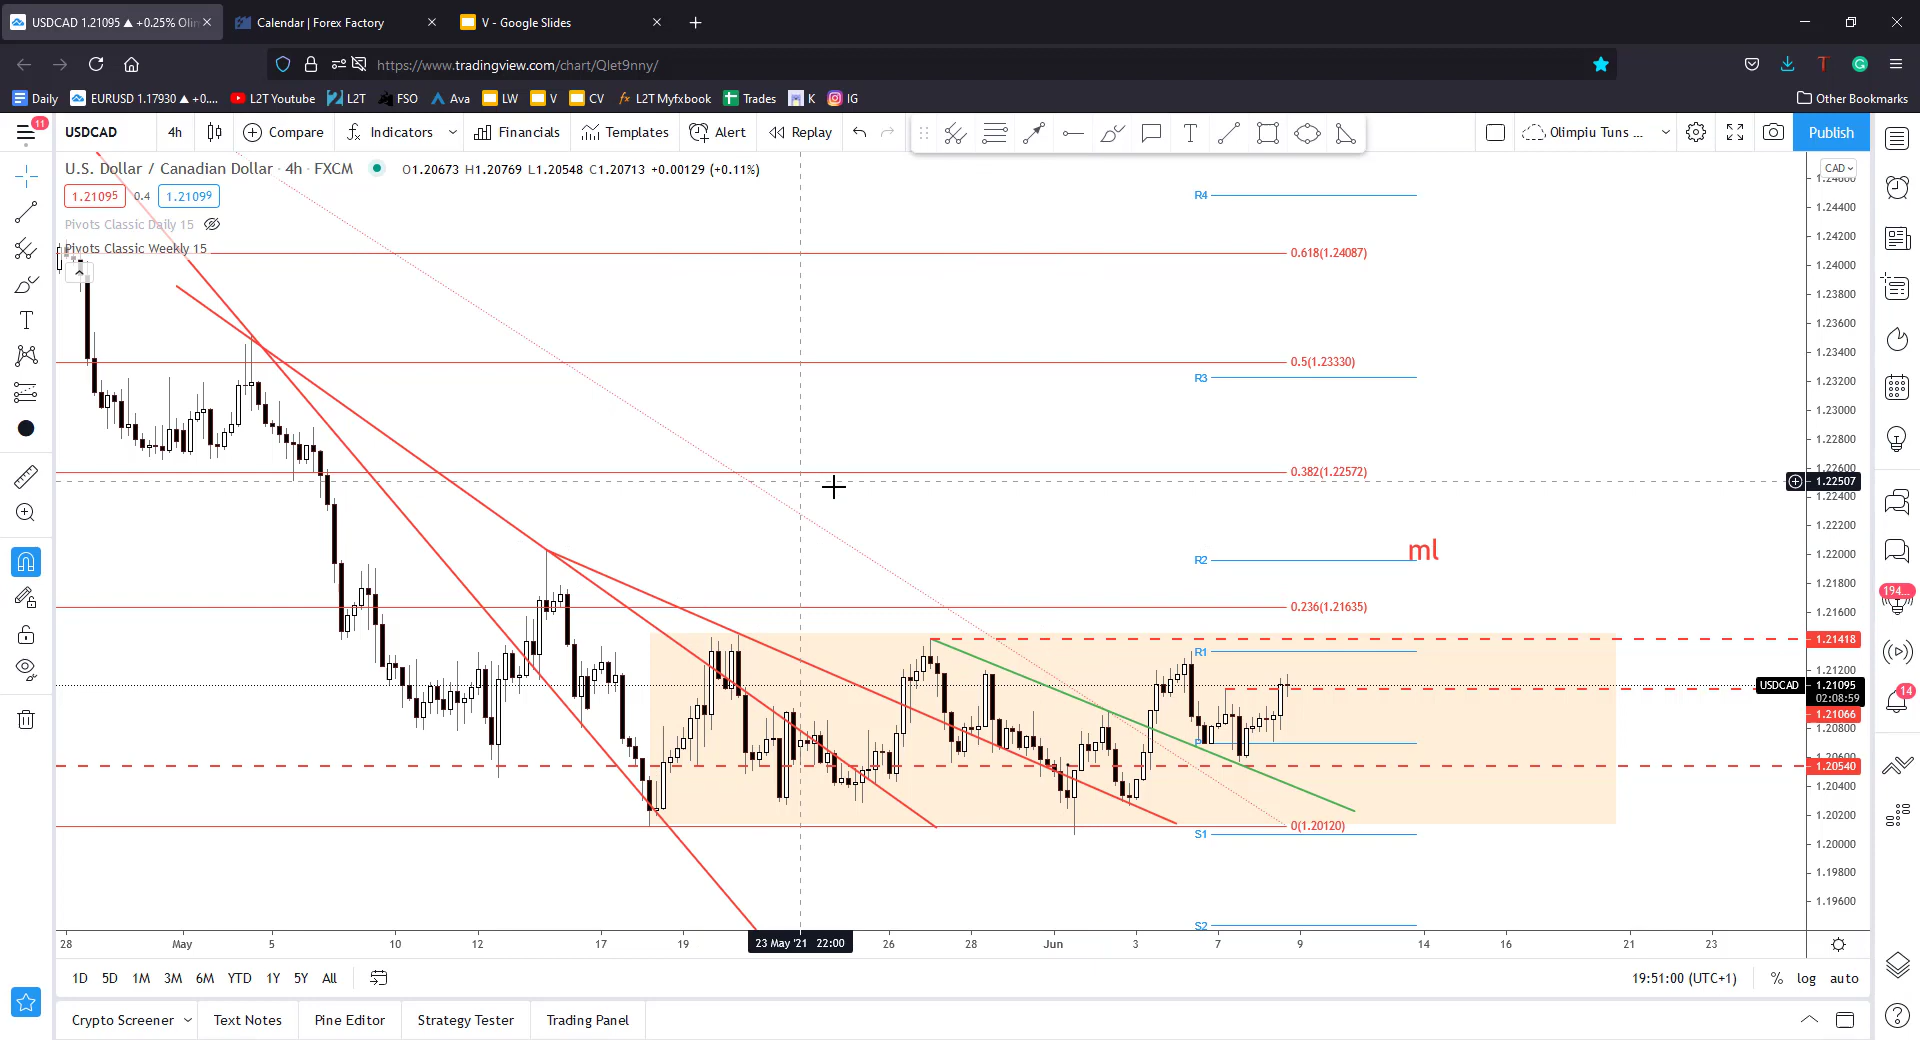 USDCAD 1.21095 ▲ +0.25% Olin
Calendar | Forex Factory
V - Google Slides
https://www.tradingview.com/chart/Qlet9nny/
Daily
EURUSD 1.17930 ▲ +0....
L2T Youtube
L2T
FSO
Ava
LW
V
CV
L2T Myfxbook
Trades
K
IG
Other Bookmarks
11
USDCAD
4h
Compare
Indicators
Financials
Templates
Alert
Replay
Olimpiu Tuns ...
Publish
U.S. Dollar / Canadian Dollar · 4h · FXCM
O1.20673 H1.20769 L1.20548 C1.20713 +0.00129 (+0.11%)
CAD
1.21095
0.4
1.21099
Pivots Classic Daily 15
Pivots Classic Weekly 15
R4
0.618(1.24087)
0.5(1.23330)
R3
0.382(1.22572)
R2
ml
0.236(1.21635)
R1
P
0(1.20120)
S1
S2
1.24400
1.24200
1.24000
1.23800
1.23600
1.23400
1.23200
1.23000
1.22800
1.22600
1.22507
1.22400
1.22200
1.22000
1.21800
1.21600
1.21418
1.21200
USDCAD
1.21095
02:08:59
1.21066
1.20800
1.20600
1.20540
1.20400
1.20200
1.20000
1.19800
1.19600
194...
14
28
May
5
10
12
17
19
23 May '21 22:00
26
28
Jun
3
7
9
14
16
21
23
1D
5D
1M
3M
6M
YTD
1Y
5Y
All
19:51:00 (UTC+1)
%
log
auto
Crypto Screener
Text Notes
Pine Editor
Strategy Tester
Trading Panel